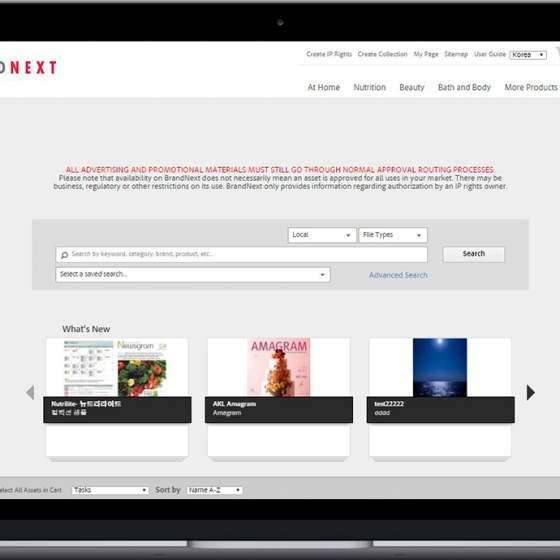 DNEXT
Create IP Rights Create Collection My Page Sitemap User Guide Korea
At Home Nutrition Beauty Bath and Body More Products
ALL ADVERTISING AND PROMOTIONAL MATERIALS MUST STILL GO THROUGH NORMAL APPROVAL ROUTING PROCESSES.
Please note that availability on BrandNext does not necessarily mean an asset is approved for all uses in your market. There may be
business, regulatory or other restrictions on its use. BrandNext only provides information regarding authorization by an IP rights owner.
Local File Types
Search by keyword, category, brand, product, etc... Search
Select a saved search... Advanced Search
What's New
Newsgram
AMAGRAM
Nutrilite- 뉴트리라이트 AKL Amagram test22222
컬렉션 샘플 Amagram dddd
elect All Assets in Cart Tasks Sort by Name A-Z